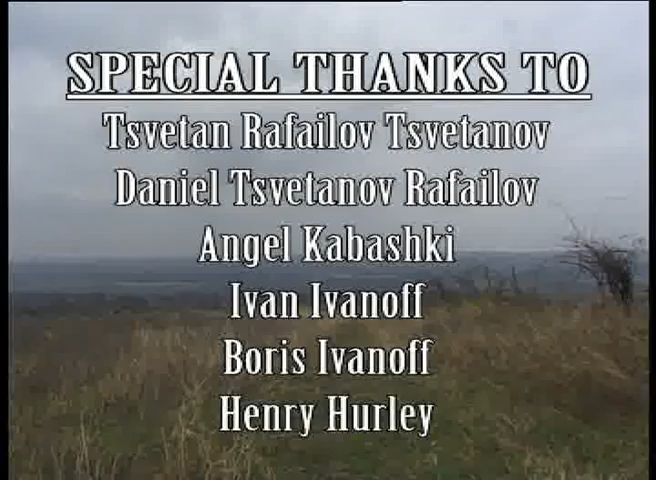 SPECIAL THANKS TO
Tsvetan Rafailov Tsvetanov
Daniel Tsvetanov Rafailov
Angel Kabashki
Ivan Ivanoff
Boris Ivanoff
Henry Hurley